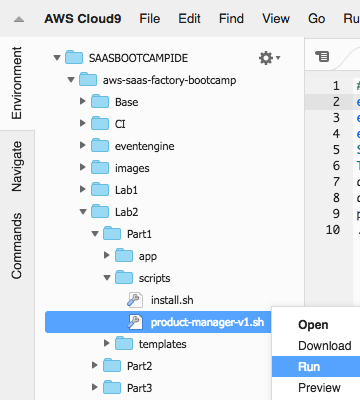 AWS Cloud9 File Edit Find View Go Ru
Environment
Navigate
Commands
SAASBOOTCAMPIDE
aws-saas-factory-bootcamp
Base
CI
eventengine
images
Lab1
Lab2
Part1
app
scripts
install.sh
product-manager-v1.sh
templates
Part2
Part3
1 #
2 e
3 e
4 e
5 S
6 T
7 c
8 c
9 p
10 .
Open
Download
Run
Preview